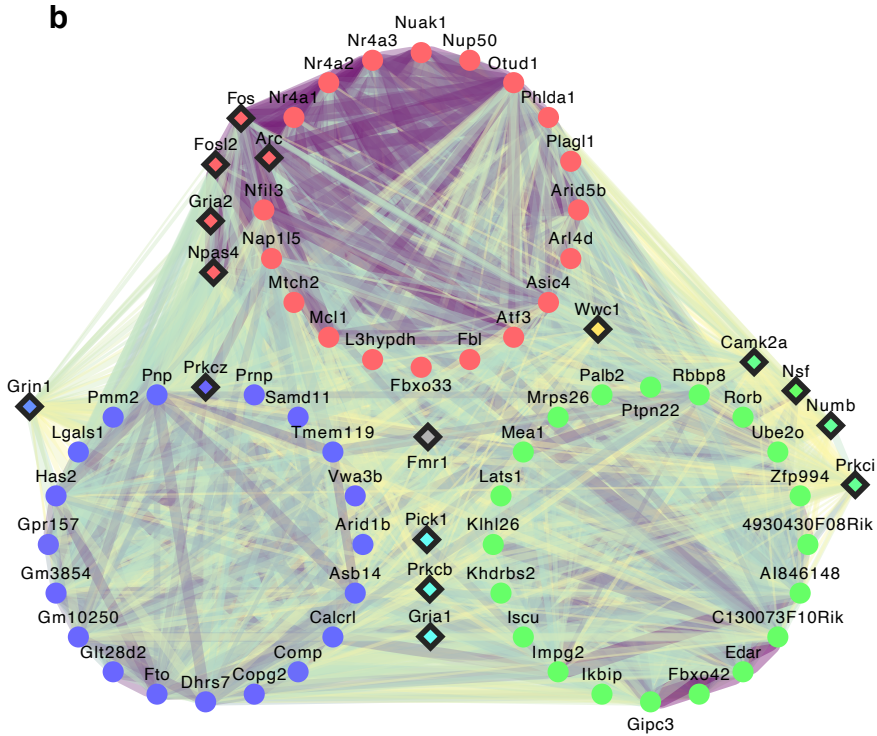 b
Nuak1
Nr4a3
Nup50
Nr4a2
Otud1
Fos
Nr4a1
Phlda1
Fosl2
Arc
Plagl1
Gria2
Nfil3
Arid5b
Npas4
Nap1l5
Arl4d
Mtch2
Asic4
Mcl1
Atf3
Wwc1
L3hypdh
Fbl
Fbxo33
Camk2a
Grin1
Pmm2
Pnp
Prkcz
Prnp
Samd11
Mrps26
Palb2
Ptpn22
Rbbp8
Rorb
Nsf
Numb
Lgals1
Tmem119
Fmr1
Mea1
Ube2o
Prkci
Has2
Vwa3b
Lats1
Zfp994
Gpr157
Arid1b
Pick1
Klhl26
4930430F08Rik
Gm3854
Asb14
Prkcb
Khdrbs2
AI846148
Gm10250
Calcrl
Gria1
Iscu
C130073F10Rik
Glt28d2
Comp
Impg2
Edar
Fto
Dhrs7
Copg2
Ikbip
Fbxo42
Gipc3